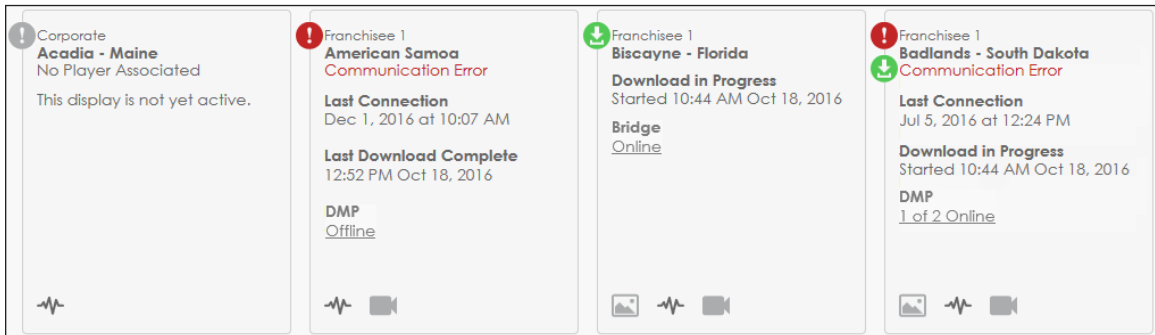 Corporate
Acadia - Maine
No Player Associated
This display is not yet active.
Franchisee 1
American Samoa
Communication Error
Last Connection
Dec 1, 2016 at 10:07 AM
Last Download Complete
12:52 PM Oct 18, 2016
DMP
Offline
Franchisee 1
Biscayne - Florida
Download in Progress
Started 10:44 AM Oct 18, 2016
Bridge
Online
Franchisee 1
Badlands - South Dakota
Communication Error
Last Connection
Jul 5, 2016 at 12:24 PM
Download in Progress
Started 10:44 AM Oct 18, 2016
DMP
1 of 2 Online